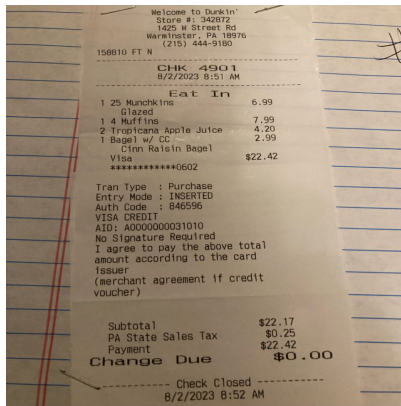 Welcome to Dunkin'
Store #: 342872
1425 W Street Rd
Warminster, PA 18976
(215) 444-9180
158810 FT N
CHK 4901
8/2/2023 8:51 AM
Eat In
1 25 Munchkins 6.99
Glazed
1 4 Muffins 7.99
2 Tropicana Apple Juice 4.20
1 Bagel w/ CC 2.99
Cinn Raisin Bagel
Visa $22.42
************0602
Tran Type : Purchase
Entry Mode : INSERTED
Auth Code : 846596
VISA CREDIT
AID: A0000000031010
No Signature Required
I agree to pay the above total
amount according to the card
issuer
(merchant agreement if credit
voucher)
Subtotal $22.17
PA State Sales Tax $0.25
Payment $22.42
Change Due $0.00
---------- Check Closed ----------
8/2/2023 8:52 AM